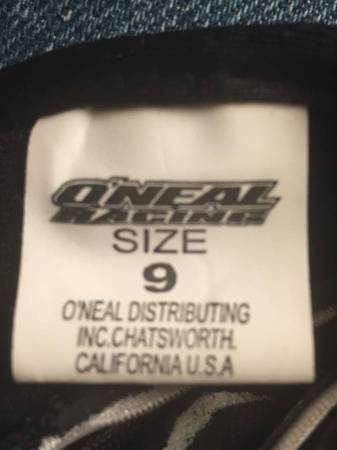 O'NEAL
RACING
SIZE
9
O'NEAL DISTRIBUTING
INC.CHATSWORTH.
CALIFORNIA U.S.A